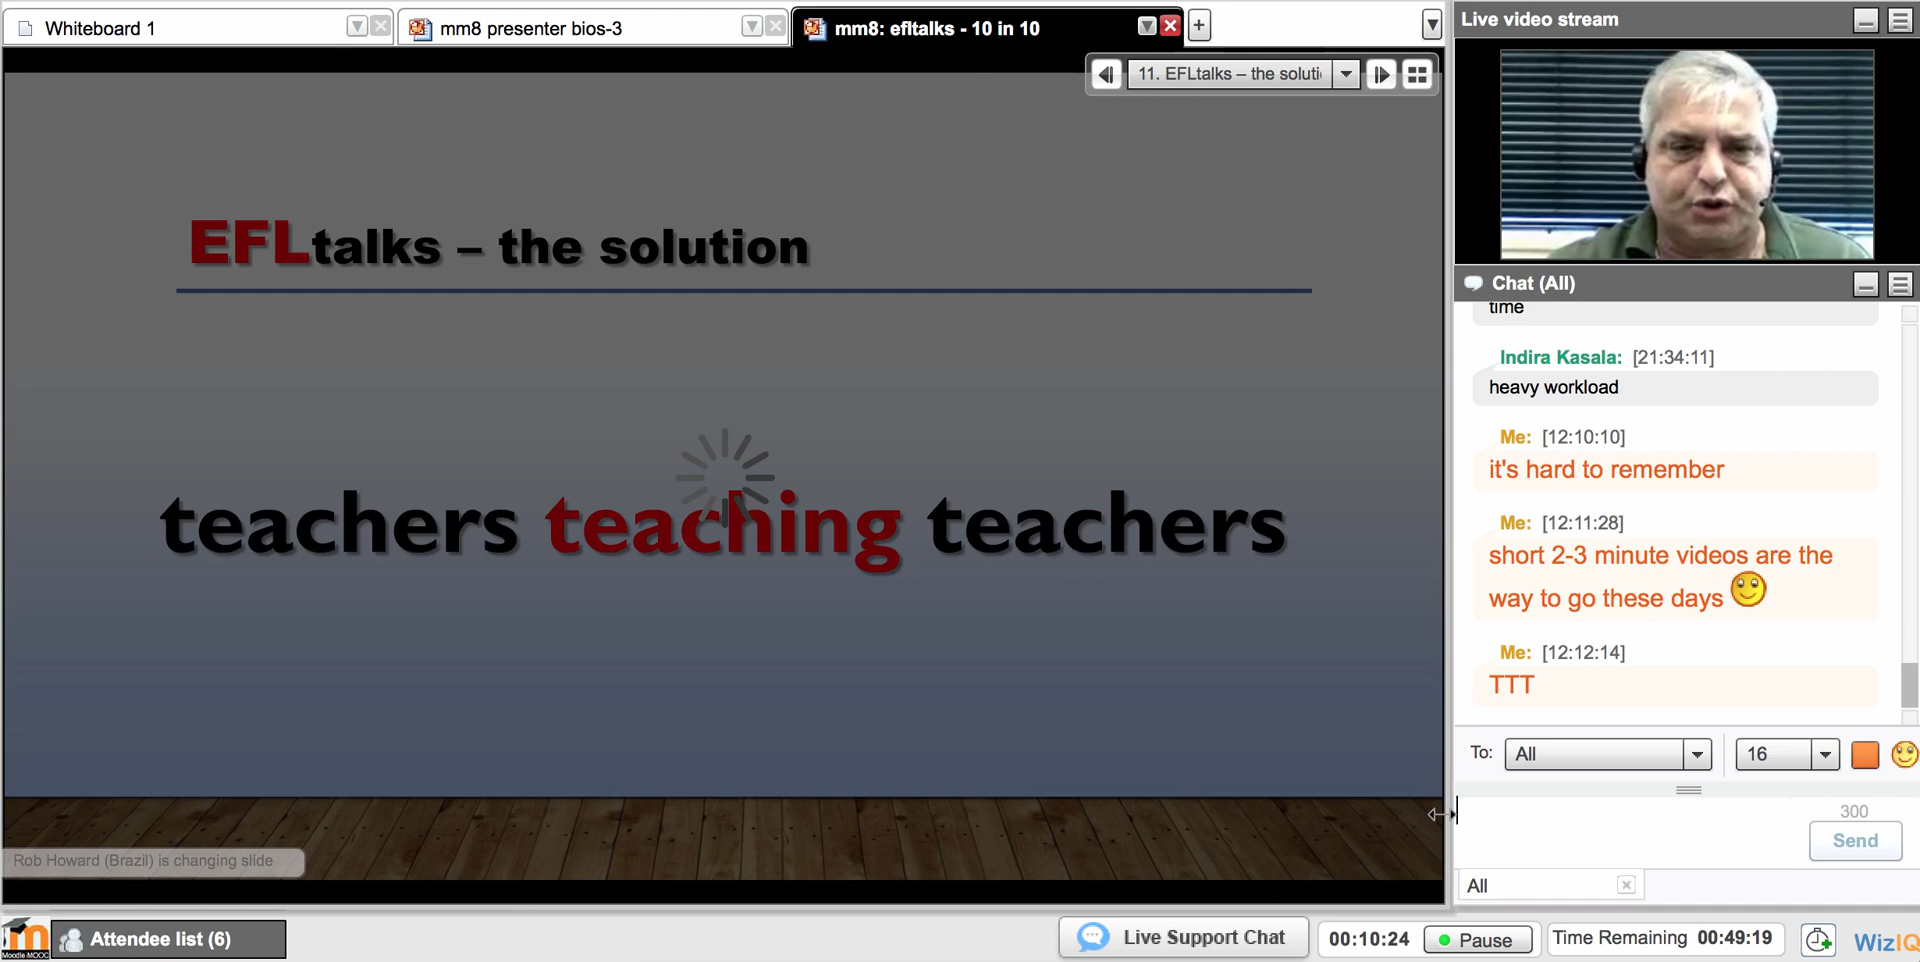 Whiteboard 1
mm8 presenter bios-3
mm8: efltalks - 10 in 10
11. EFLtalks – the soluti
EFLtalks – the solution
teachers teaching teachers
Rob Howard (Brazil) is changing slide
Live video stream
Chat (All)
time
Indira Kasala: [21:34:11]
heavy workload
Me: [12:10:10]
it's hard to remember
Me: [12:11:28]
short 2-3 minute videos are the
way to go these days
Me: [12:12:14]
TTT
To: All 16
300
Send
All
m
Moodle MOOC
Attendee list (6)
Live Support Chat
00:10:24 Pause
Time Remaining 00:49:19
WizIQ